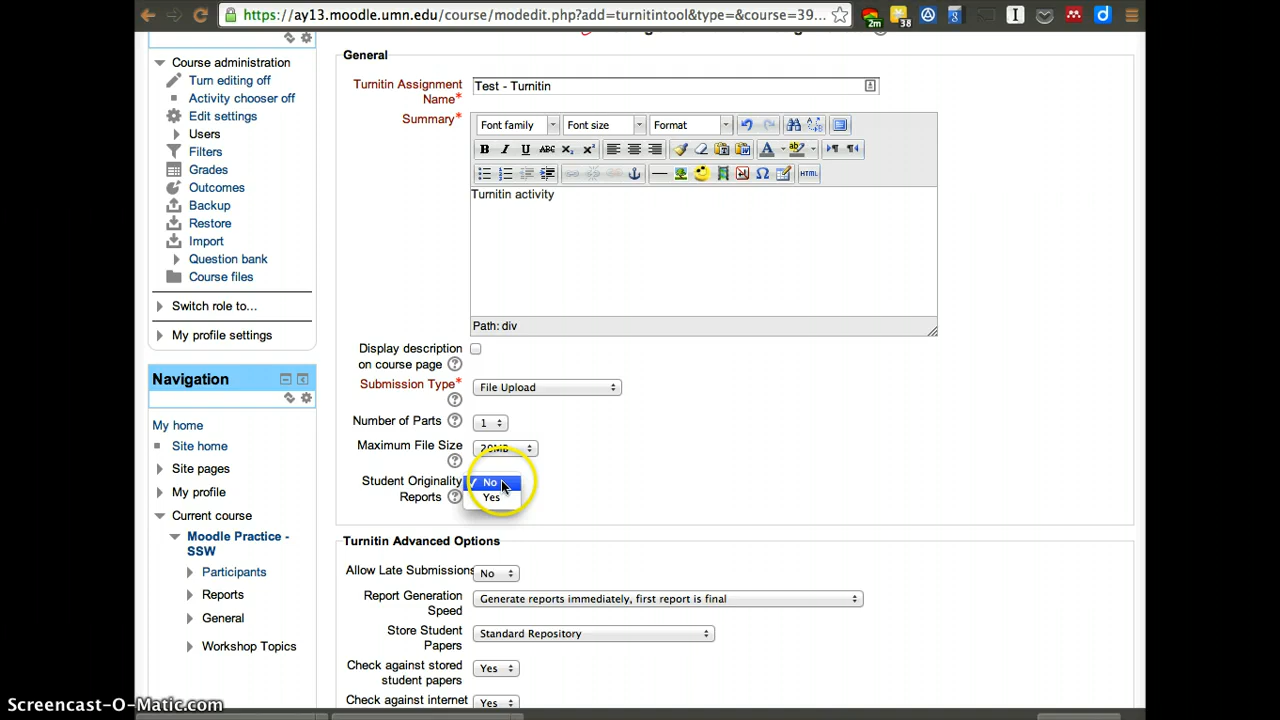 https://ay13.moodle.umn.edu/course/modedit.php?add=turnitintool&type=&course=39...
2m
38
Course administration
Turn editing off
Activity chooser off
Edit settings
Users
Filters
Grades
Outcomes
Backup
Restore
Import
Question bank
Course files
Switch role to...
My profile settings
Navigation
My home
Site home
Site pages
My profile
Current course
Moodle Practice -
SSW
Participants
Reports
General
Workshop Topics
General
Turnitin Assignment
Name*
Test - Turnitin
Summary*
Font family
Font size
Format
B I U ABC
HTML
Turnitin activity
Path: div
Display description
on course page
Submission Type*
File Upload
Number of Parts
1
Maximum File Size
20MB
Student Originality
Reports
No
Yes
Turnitin Advanced Options
Allow Late Submissions
No
Report Generation
Speed
Generate reports immediately, first report is final
Store Student
Papers
Standard Repository
Check against stored
student papers
Yes
Check against internet
Yes
Screencast-O-Matic.com